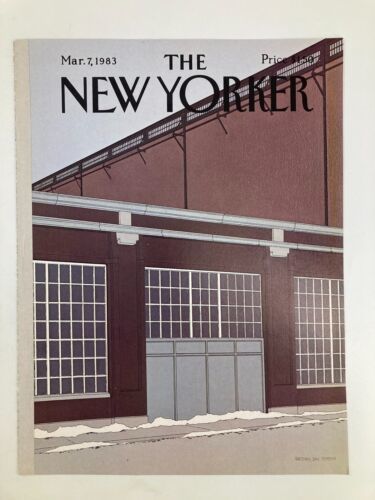 Mar. 7, 1983
THE
Price
NEW YORKER